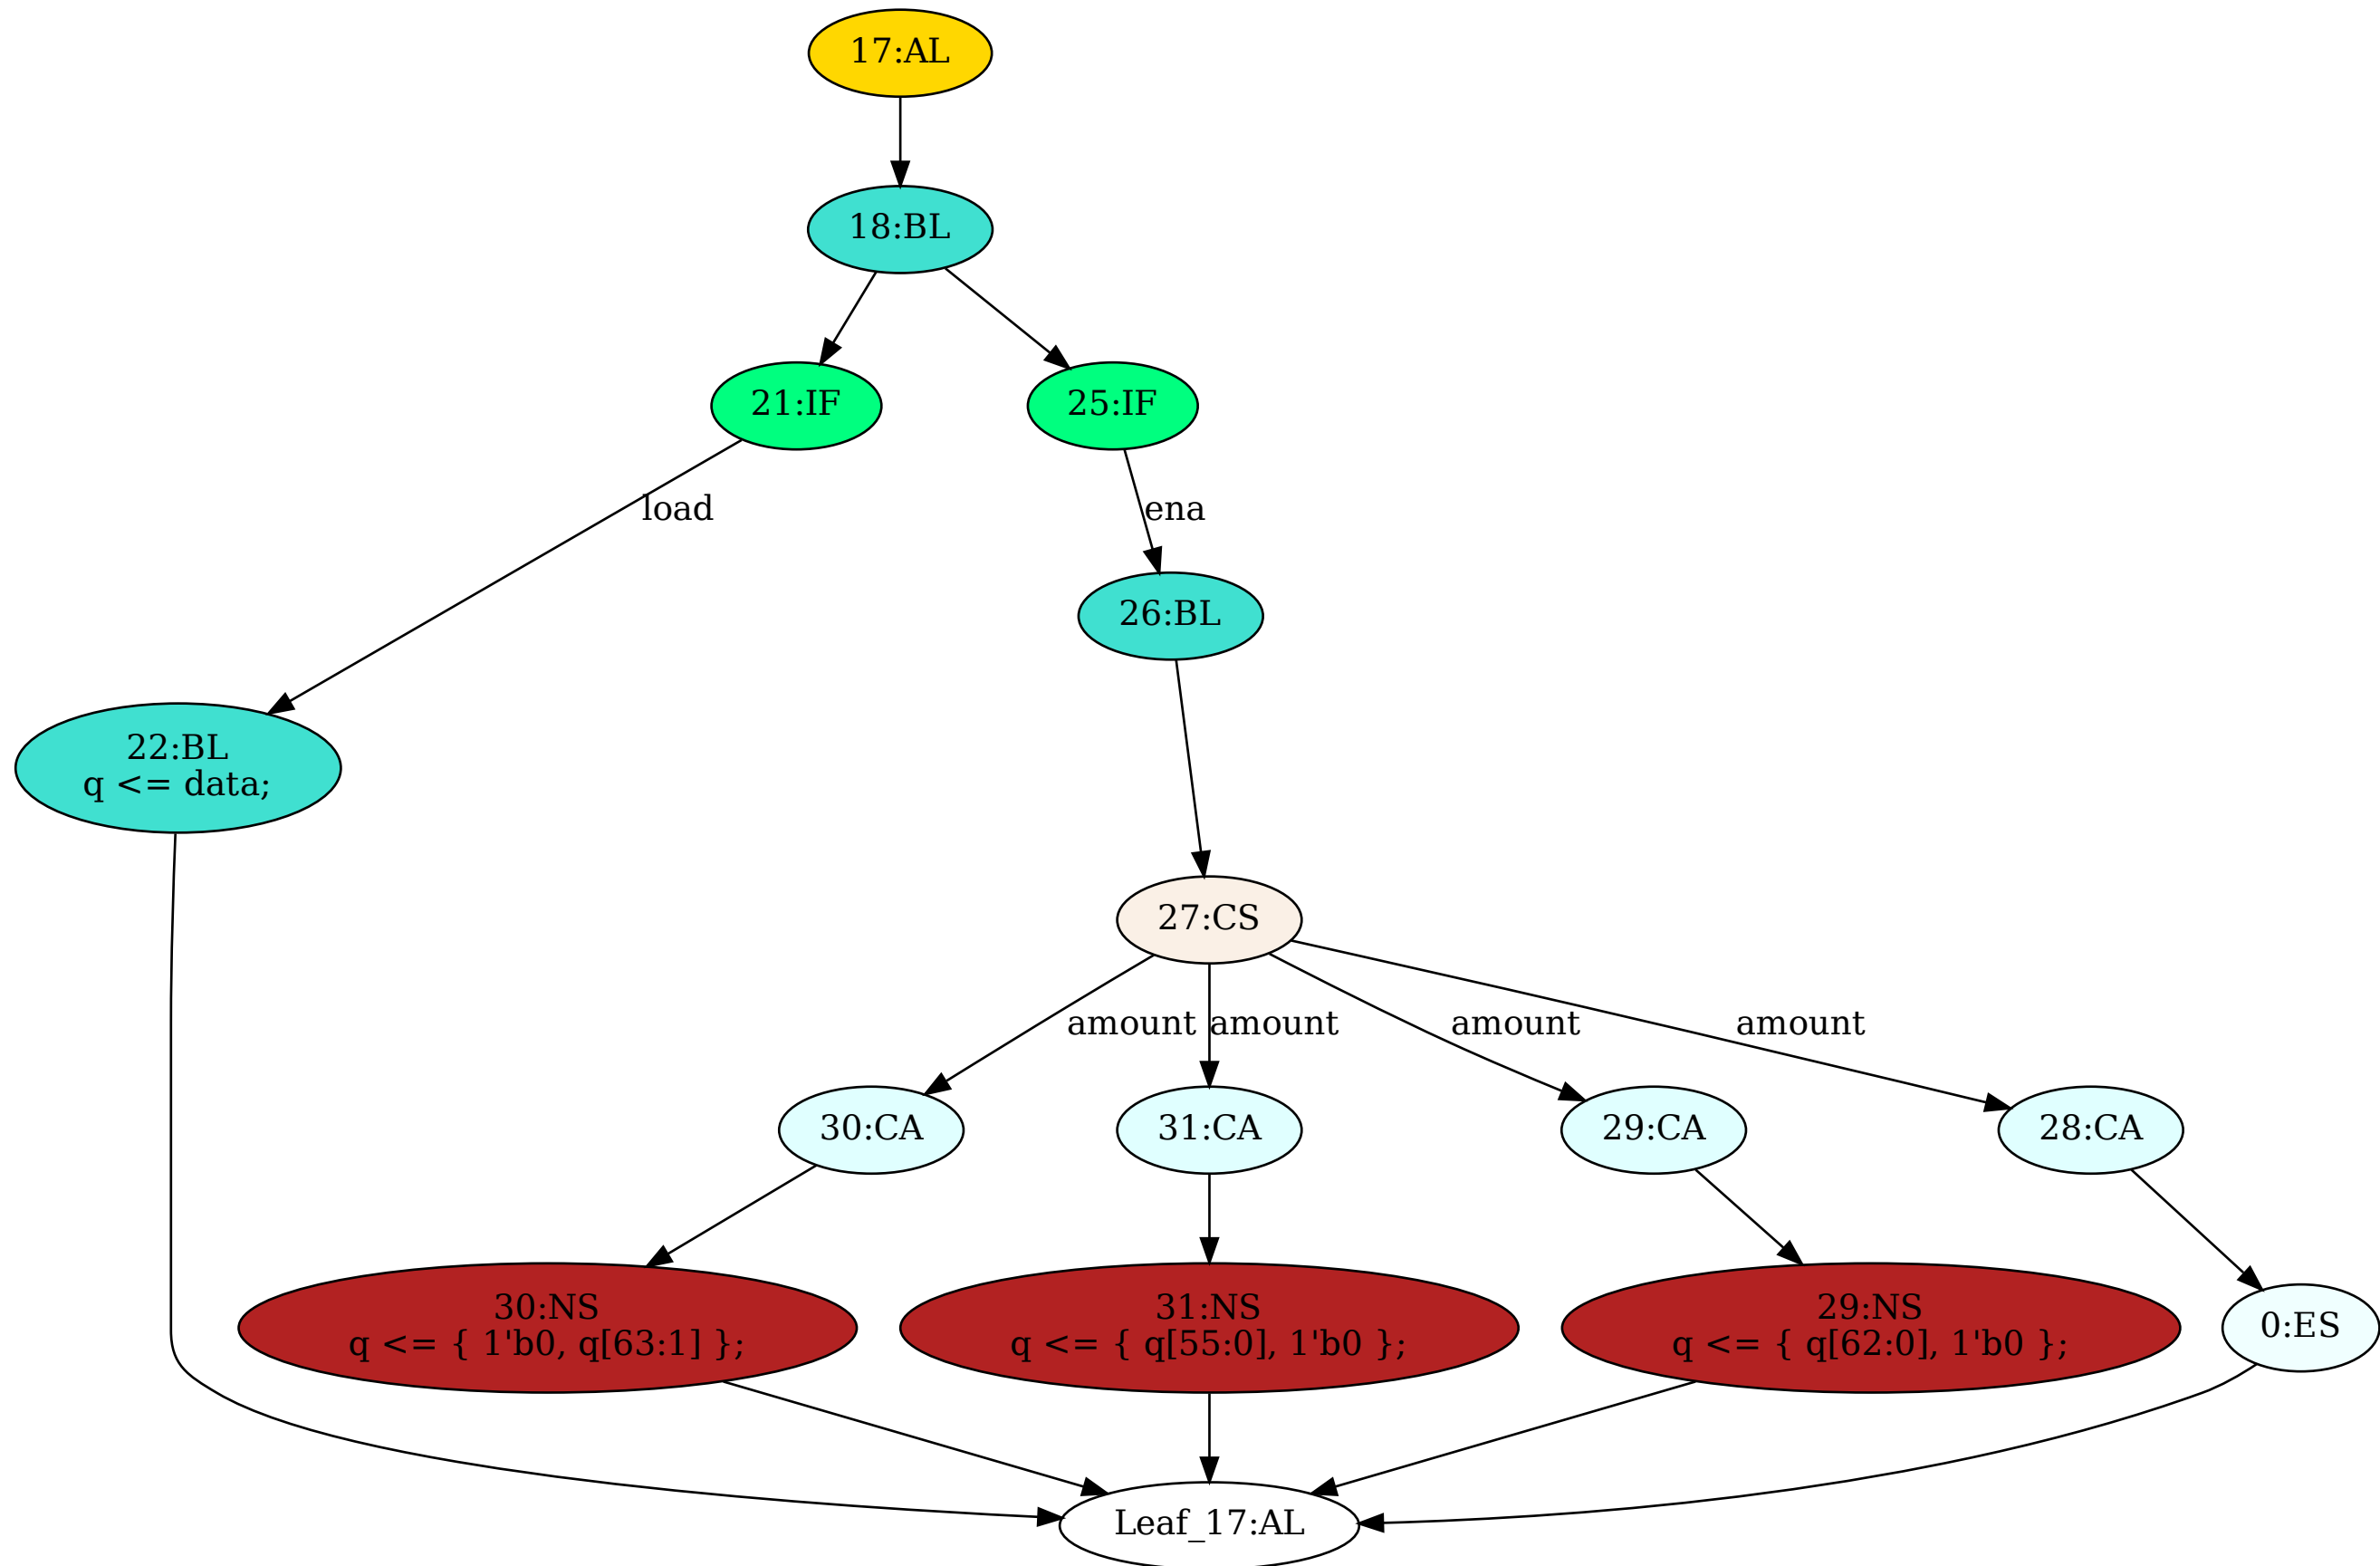 17:AL
18:BL
21:IF
25:IF
load
ena
26:BL
22:BL
q <= data;
27:CS
amount
amount
amount
amount
30:CA
31:CA
29:CA
28:CA
30:NS
q <= { 1'b0, q[63:1] };
31:NS
q <= { q[55:0], 1'b0 };
29:NS
q <= { q[62:0], 1'b0 };
0:ES
Leaf_17:AL